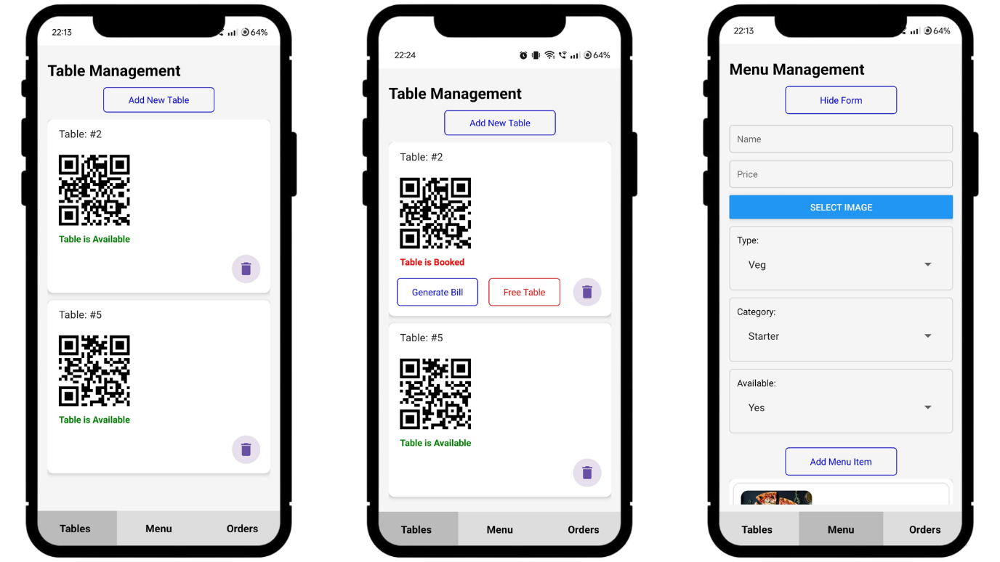 22:13
64%
Table Management
Add New Table
Table: #2
Table is Available
Table: #5
Table is Available
Tables
Menu
Orders
22:24
64%
Table Management
Add New Table
Table: #2
Table is Booked
Generate Bill
Free Table
Table: #5
Table is Available
Tables
Menu
Orders
22:13
64%
Menu Management
Hide Form
Name
Price
SELECT IMAGE
Type:
Veg
Category:
Starter
Available:
Yes
Add Menu Item
Tables
Menu
Orders